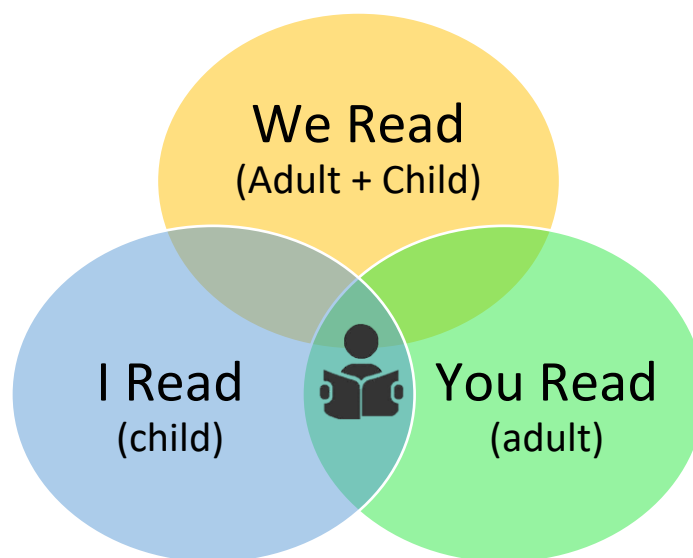 We Read
(Adult + Child)
I Read
(child)
You Read
(adult)